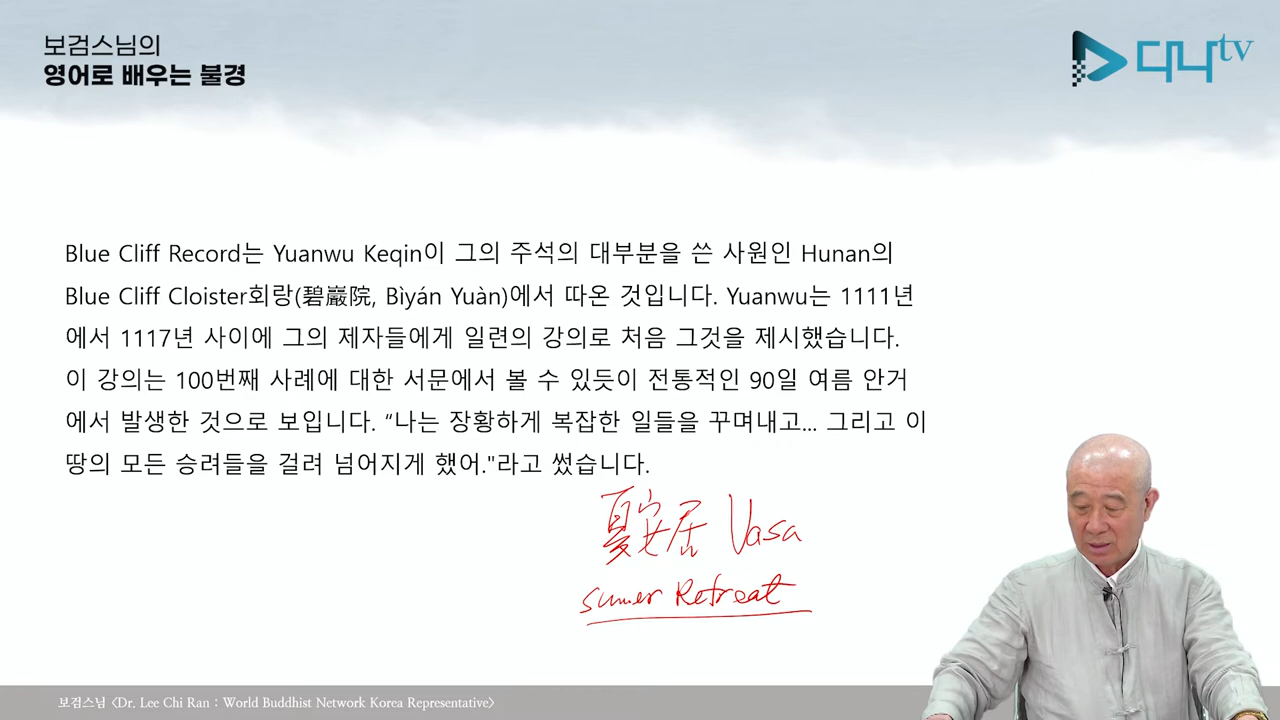 보검스님의
영어로 배우는 불경
디나tv
Blue Cliff Record는 Yuanwu Keqin이 그의 주석의 대부분을 쓴 사원인 Hunan의
Blue Cliff Cloister회랑(碧巖院, Bìyán Yuàn)에서 따온 것입니다. Yuanwu는 1111년
에서 1117년 사이에 그의 제자들에게 일련의 강의로 처음 그것을 제시했습니다.
이 강의는 100번째 사례에 대한 서문에서 볼 수 있듯이 전통적인 90일 여름 안거
에서 발생한 것으로 보입니다. “나는 장황하게 복잡한 일들을 꾸며내고... 그리고 이
땅의 모든 승려들을 걸려 넘어지게 했어."라고 썼습니다.
夏安居 Vasa
sumer Retreat
보검스님 <Dr. Lee Chi Ran : World Buddhist Network Korea Representative>